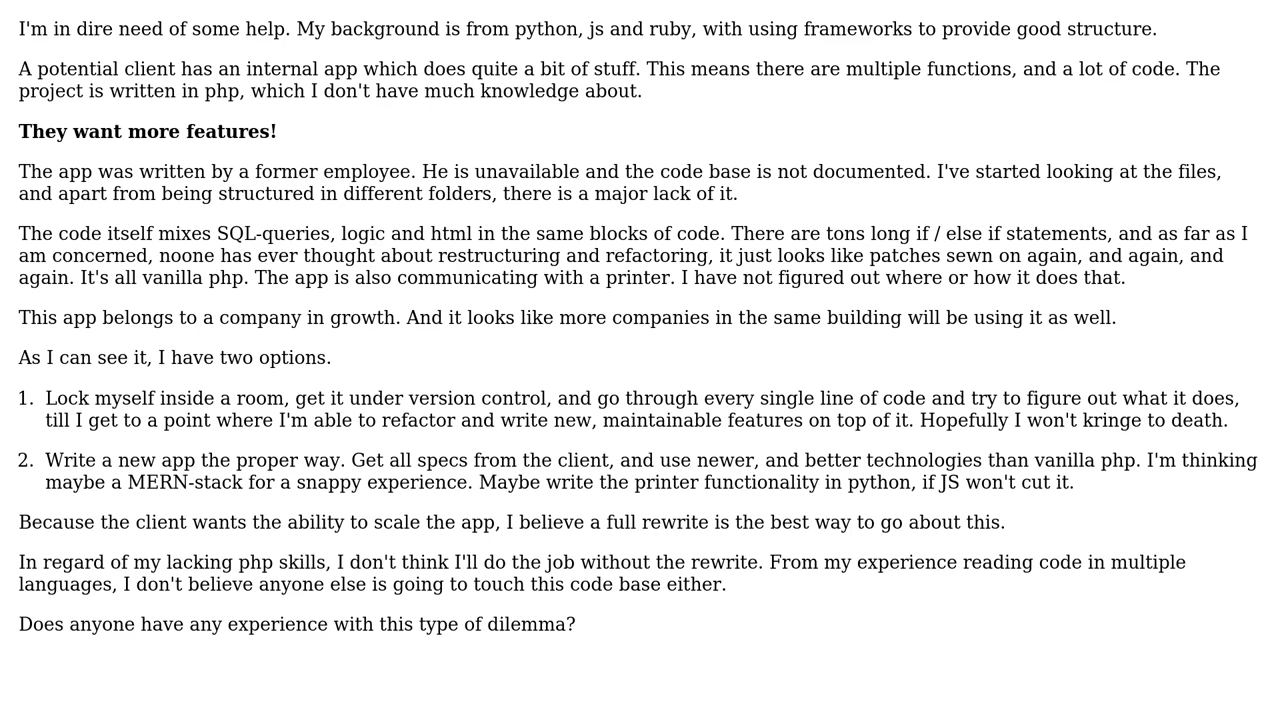 I'm in dire need of some help. My background is from python, js and ruby, with using frameworks to provide good structure.
A potential client has an internal app which does quite a bit of stuff. This means there are multiple functions, and a lot of code. The
project is written in php, which I don't have much knowledge about.
They want more features!
The app was written by a former employee. He is unavailable and the code base is not documented. I've started looking at the files,
and apart from being structured in different folders, there is a major lack of it.
The code itself mixes SQL-queries, logic and html in the same blocks of code. There are tons long if / else if statements, and as far as I
am concerned, noone has ever thought about restructuring and refactoring, it just looks like patches sewn on again, and again, and
again. It's all vanilla php. The app is also communicating with a printer. I have not figured out where or how it does that.
This app belongs to a company in growth. And it looks like more companies in the same building will be using it as well.
As I can see it, I have two options.
1. Lock myself inside a room, get it under version control, and go through every single line of code and try to figure out what it does,
till I get to a point where I'm able to refactor and write new, maintainable features on top of it. Hopefully I won't kringe to death.
2. Write a new app the proper way. Get all specs from the client, and use newer, and better technologies than vanilla php. I'm thinking
maybe a MERN-stack for a snappy experience. Maybe write the printer functionality in python, if JS won't cut it.
Because the client wants the ability to scale the app, I believe a full rewrite is the best way to go about this.
In regard of my lacking php skills, I don't think I'll do the job without the rewrite. From my experience reading code in multiple
languages, I don't believe anyone else is going to touch this code base either.
Does anyone have any experience with this type of dilemma?